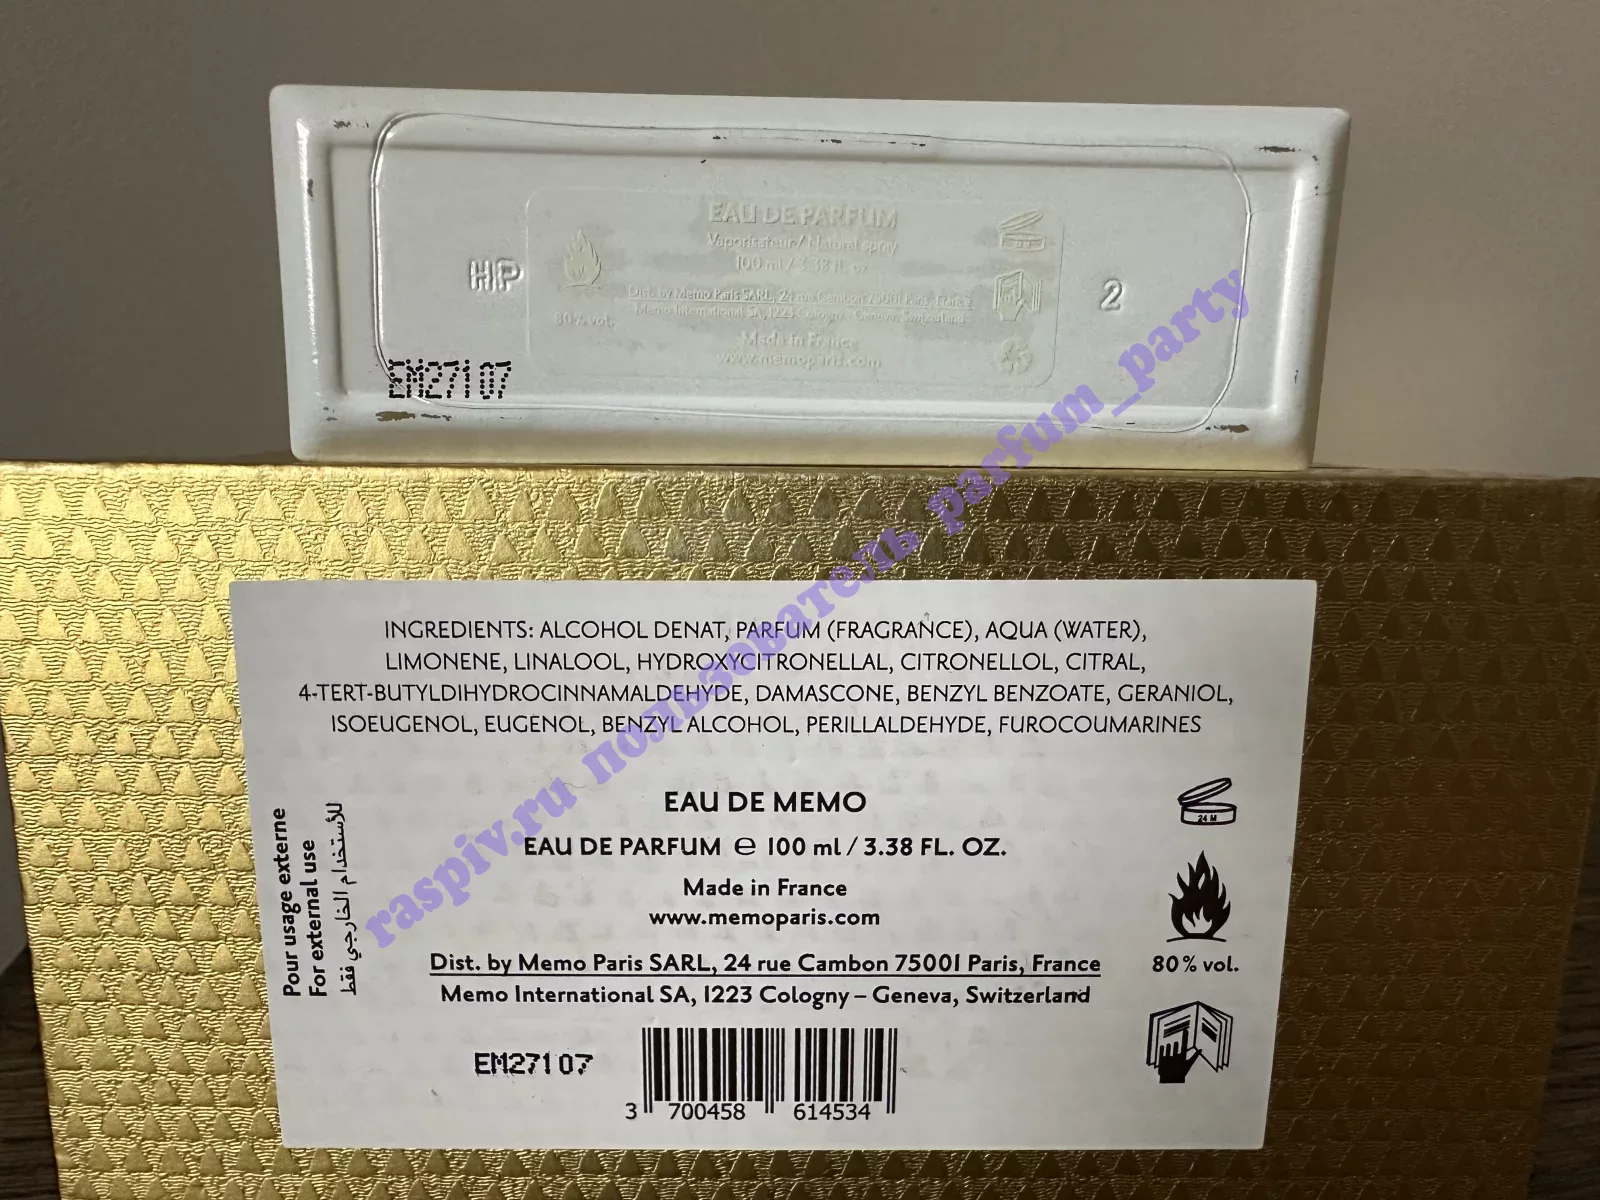 EAU DE PARFUM
Vaporisateur / Natural spray
100 ml / 3.38 fl. oz
Dist. by Memo Paris SARL, 24 rue Cambon 75001 Paris, France
Memo International SA, 1223 Cologny - Geneva, Switzerland
80% vol.
Made in France
www.memoparis.com
HP
2
EM271 07
INGREDIENTS: ALCOHOL DENAT, PARFUM (FRAGRANCE), AQUA (WATER),
LIMONENE, LINALOOL, HYDROXYCITRONELLAL, CITRONELLOL, CITRAL,
4-TERT-BUTYLDIHYDROCINNAMALDEHYDE, DAMASCONE, BENZYL BENZOATE, GERANIOL,
ISOEUGENOL, EUGENOL, BENZYL ALCOHOL, PERILLALDEHYDE, FUROCOUMARINES
Pour usage externe
For external use
للأستخدام الخارجي فقط
EAU DE MEMO
EAU DE PARFUM ℮ 100 ml / 3.38 FL. OZ.
Made in France
www.memoparis.com
Dist. by Memo Paris SARL, 24 rue Cambon 75001 Paris, France
Memo International SA, 1223 Cologny – Geneva, Switzerland
24 M
80% vol.
EM271 07
3 700458 614534
raspiv.ru пользователь parfum_party